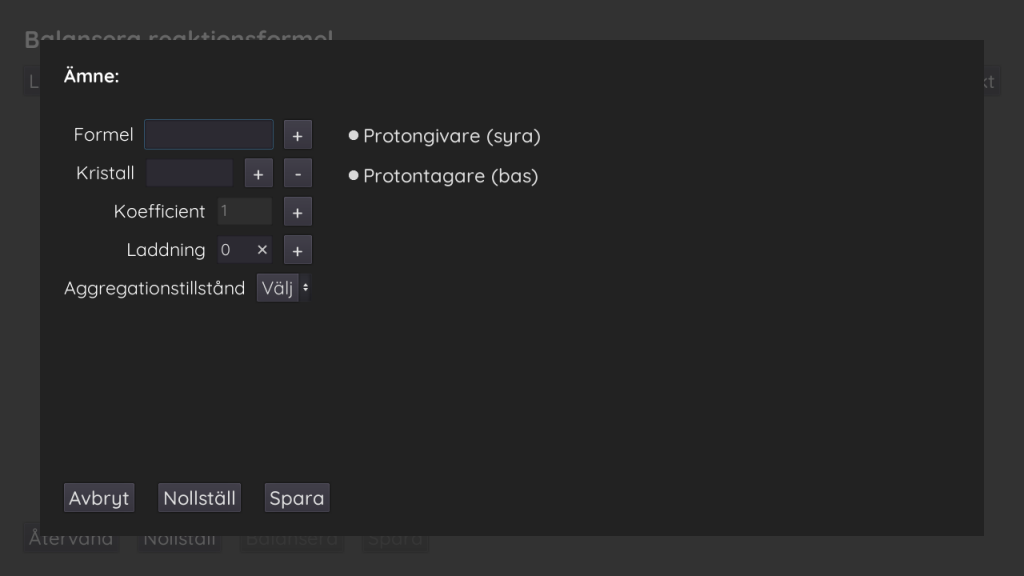 Balansera reaktionsformel
Ämne:
Formel +
Protongivare (syra)
Kristall + -
Protontagare (bas)
Koefficient 1 +
Laddning 0 × +
Aggregationstillstånd Välj
Avbryt Nollställ Spara
Återvänd Nollställ Balansera Spara